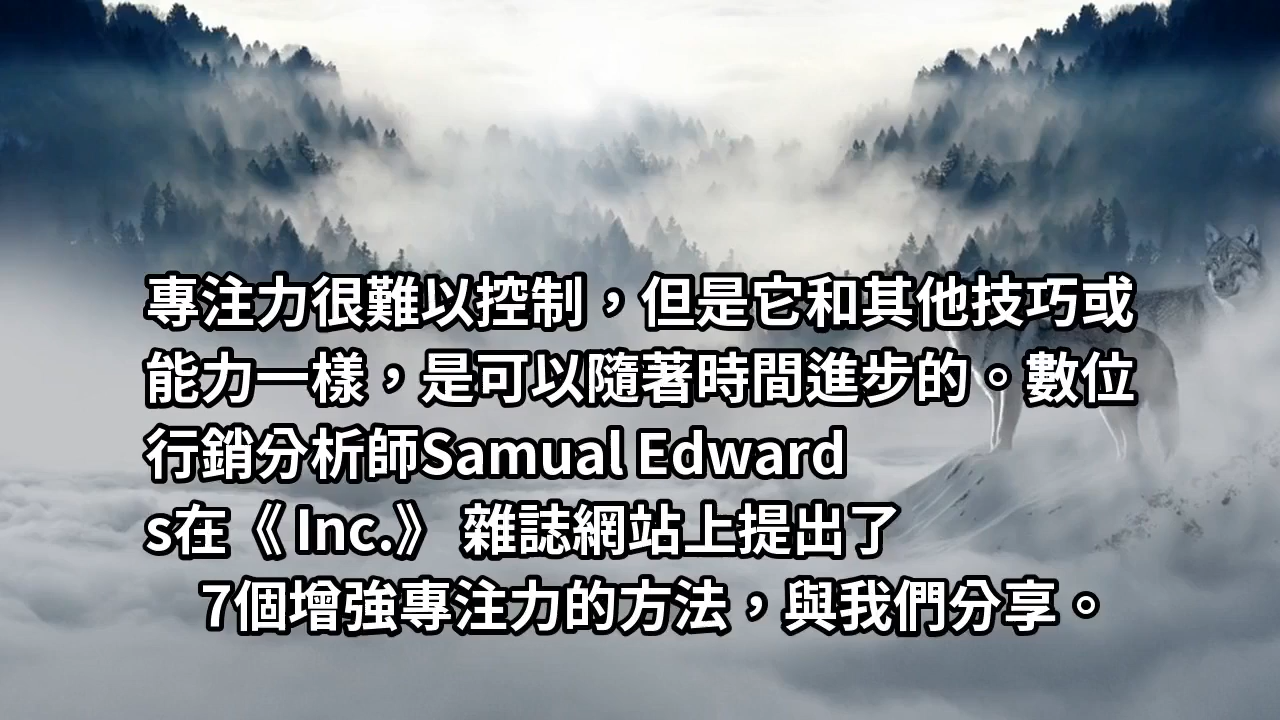 專注力很難以控制，但是它和其他技巧或
能力一樣，是可以隨著時間進步的。數位
行銷分析師Samual Edward
s在《 Inc.》 雜誌網站上提出了
7個增強專注力的方法，與我們分享。